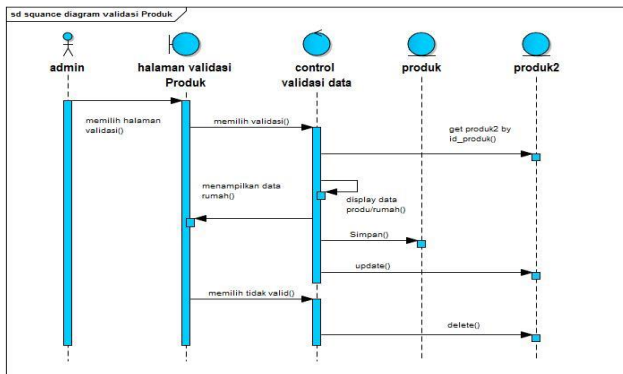 sd squance diagram validasi Produk
admin
halaman validasi
Produk
control
validasi data
produk
produk2
memilih halaman
validasi()
memilih validasi()
get produk2 by
id_produk()
menampilkan data
rumah()
display data
produ/rumah()
Simpan()
update()
memilih tidak valid()
delete()